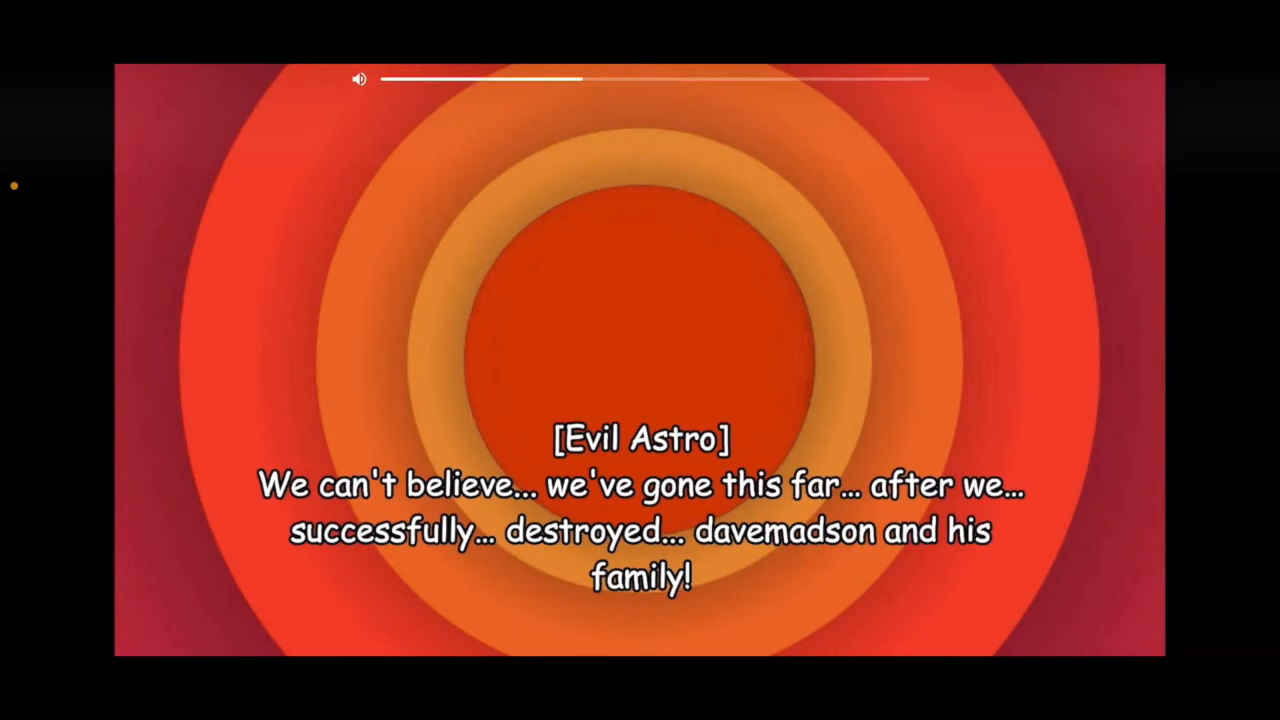 [Evil Astro]
We can't believe... we've gone this far... after we...
successfully... destroyed... davemadson and his
family!